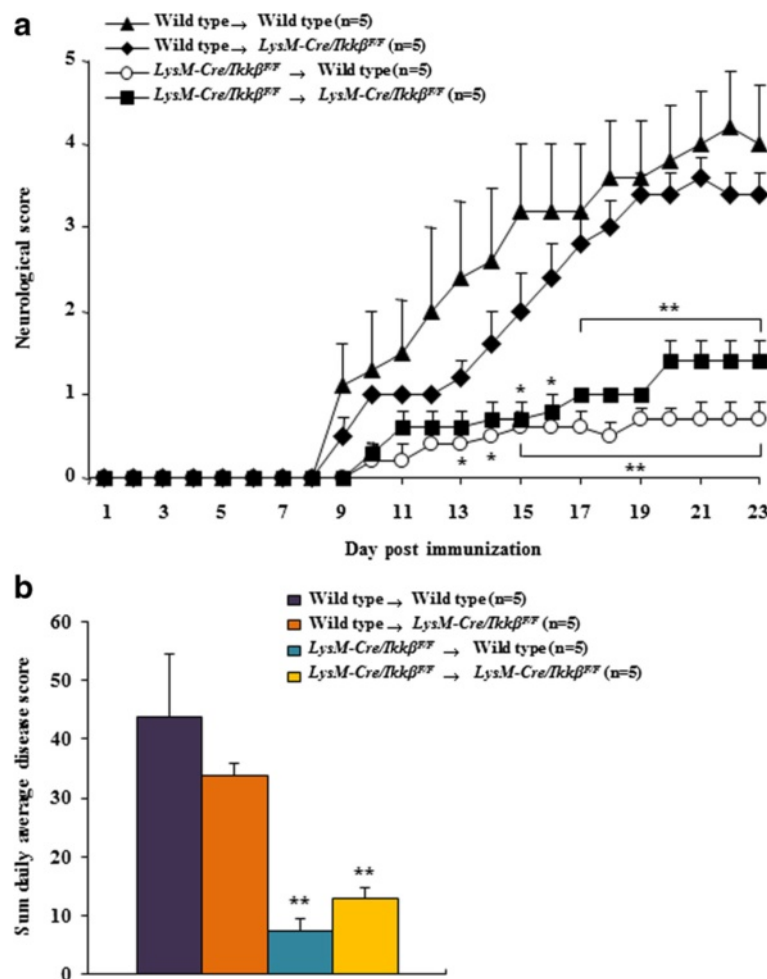 a
Wild type → Wild type (n=5)
Wild type → LysM-Cre/Ikkβ^F/F (n=5)
LysM-Cre/Ikkβ^F/F → Wild type (n=5)
LysM-Cre/Ikkβ^F/F → LysM-Cre/Ikkβ^F/F (n=5)
Neurological score
5
4
3
2
1
0
**
* *
* *
**
1 3 5 7 9 11 13 15 17 19 21 23
Day post immunization
b
Wild type → Wild type (n=5)
Wild type → LysM-Cre/Ikkβ^F/F (n=5)
LysM-Cre/Ikkβ^F/F → Wild type (n=5)
LysM-Cre/Ikkβ^F/F → LysM-Cre/Ikkβ^F/F (n=5)
Sum daily average disease score
60
50
40
30
20
10
0
** **